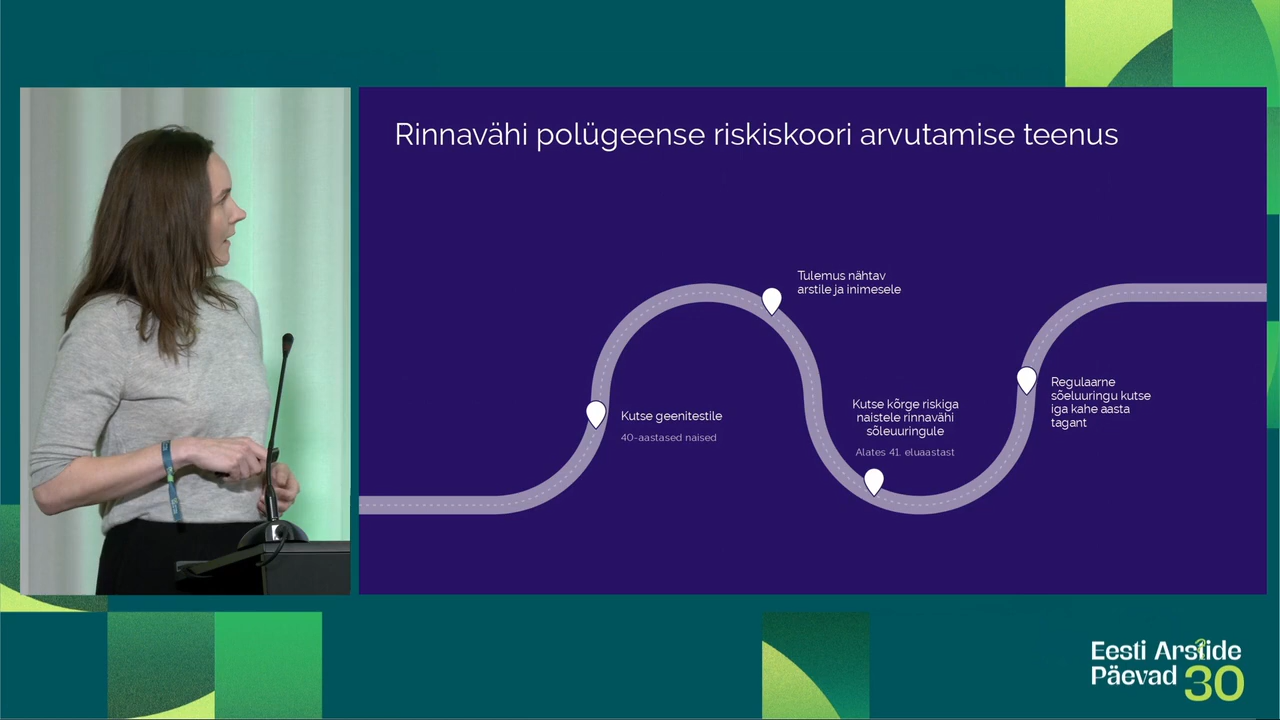 Rinnavähi polügeense riskiskoori arvutamise teenus
Tulemus nähtav
arstile ja inimesele
Kutse geenitestile
40-aastased naised
Kutse kõrge riskiga
naistele rinnavähi
sõleuuringule
Alates 41. eluaastast
Regulaarne
sõeluuringu kutse
iga kahe aasta
tagant
Eesti Arstide
Päevad 30